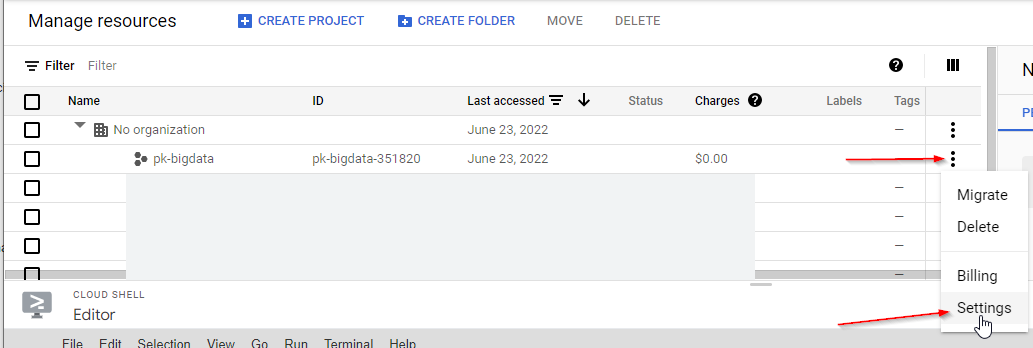 Manage resources CREATE PROJECT CREATE FOLDER MOVE DELETE
Filter Filter
Name ID Last accessed Status Charges Labels Tags
No organization June 23, 2022 —
pk-bigdata pk-bigdata-351820 June 23, 2022 $0.00
—
—
—
—
Migrate
Delete
Billing
Settings
CLOUD SHELL
Editor
File Edit Selection View Go Run Terminal Help